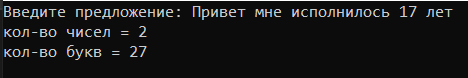 Введите предложение: Привет мне исполнилось 17 лет
кол-во чисел = 2
кол-во букв = 27